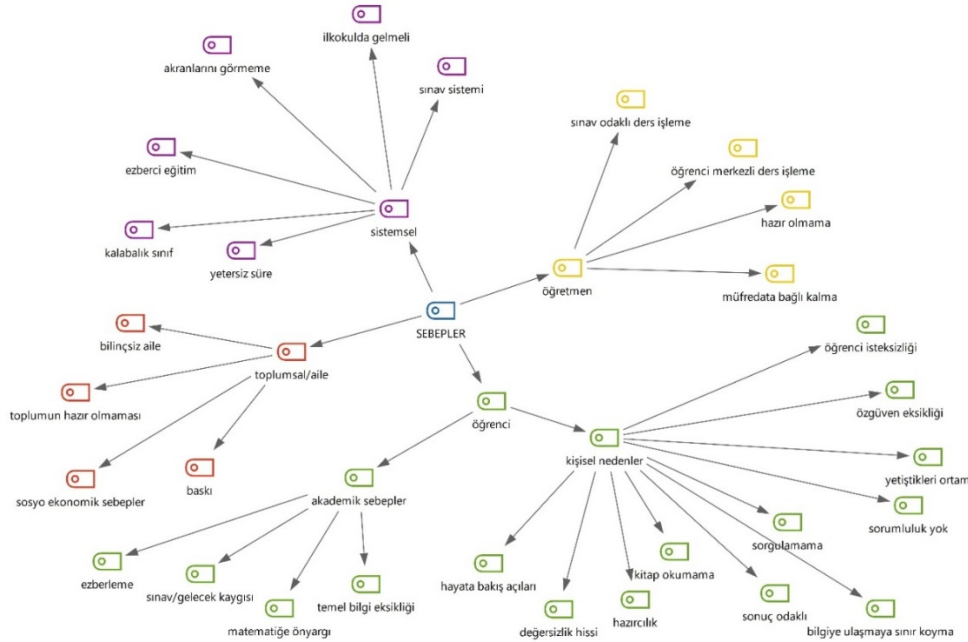 ilkokulda gelmeli
akranlarını görmeme
sınav sistemi
sınav odaklı ders işleme
ezberci eğitim
öğrenci merkezli ders işleme
hazır olmama
sistemsel
kalabalık sınıf
yetersiz süre
öğretmen
müfredata bağlı kalma
SEBEPLER
bilinçsiz aile
öğrenci isteksizliği
toplumsal/aile
toplumun hazır olmaması
özgüven eksikliği
öğrenci
kişisel nedenler
yetiştikleri ortam
sosyo ekonomik sebepler
baskı
akademik sebepler
sorumluluk yok
sorgulamama
ezberleme
sınav/gelecek kaygısı
temel bilgi eksikliği
hayata bakış açıları
kitap okumama
matematiğe önyargı
değersizlik hissi
hazırcılık
sonuç odaklı
bilgiye ulaşmaya sınır koyma